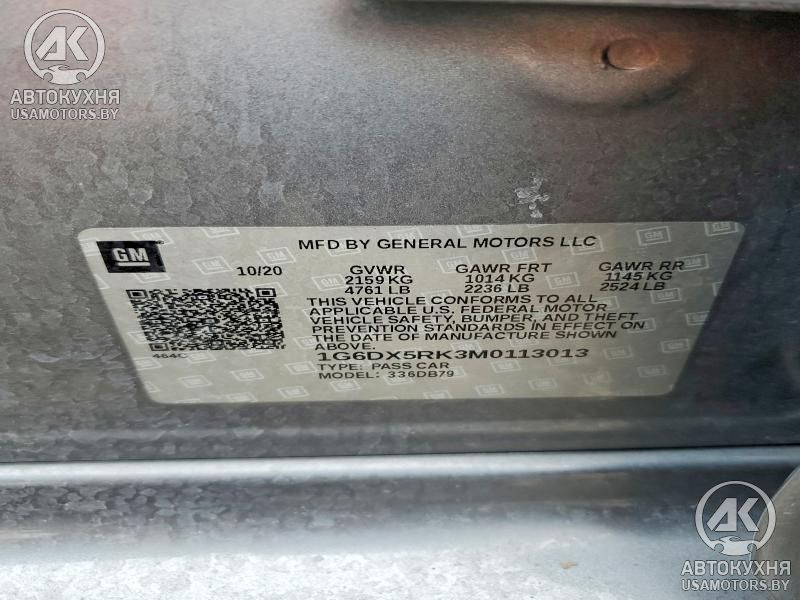 AK
АВТОКУХНЯ
USAMOTORS.BY
GM
MFD BY GENERAL MOTORS LLC
10/20 GVWR GAWR FRT GAWR RR
2159 KG 1014 KG 1145 KG
4761 LB 2236 LB 2524 LB
THIS VEHICLE CONFORMS TO ALL
APPLICABLE U.S. FEDERAL MOTOR
VEHICLE SAFETY, BUMPER, AND THEFT
PREVENTION STANDARDS IN EFFECT ON
THE DATE OF MANUFACTURE SHOWN
ABOVE.
464C 1G6DX5RK3M0113013
TYPE: PASS CAR
MODEL: 336DB79
AK
АВТОКУХНЯ
USAMOTORS.BY